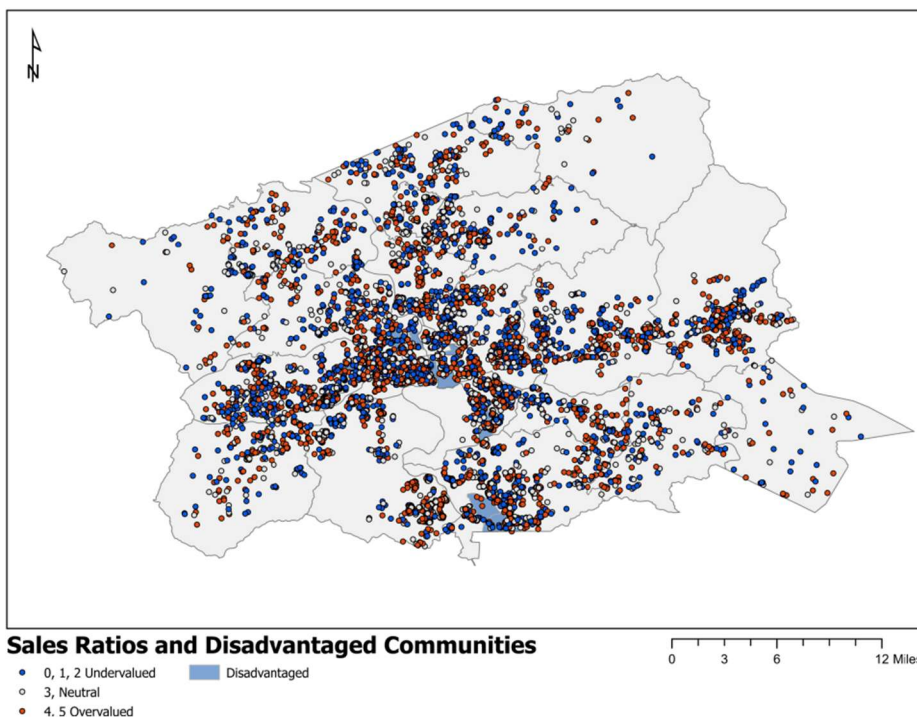 N
Sales Ratios and Disadvantaged Communities
0, 1, 2 Undervalued
Disadvantaged
3, Neutral
4, 5 Overvalued
0 3 6 12 Miles